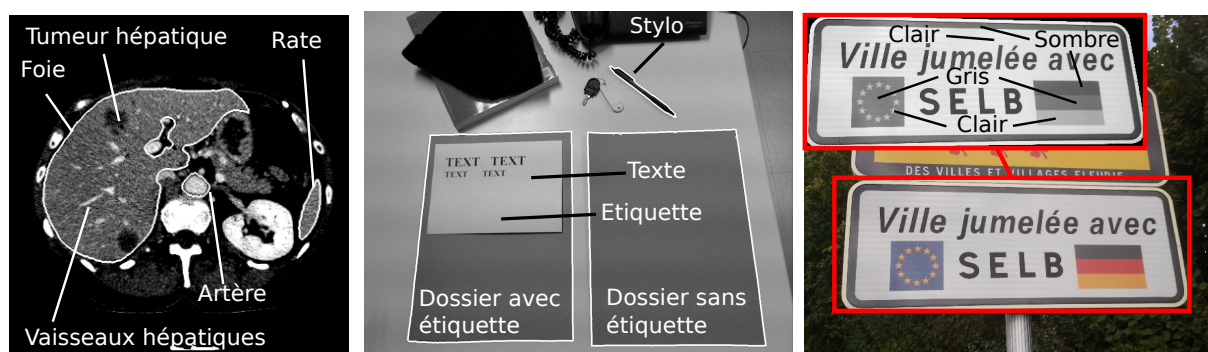 Tumeur hépatique
Rate
Foie
Artère
Vaisseaux hépatiques
Stylo
TEXT TEXT
TEXT TEXT
Texte
Etiquette
Dossier avec
étiquette
Dossier sans
étiquette
Clair
Sombre
Ville jumelée avec
Gris
SELB
Clair
DES VILLES ET VILLAGES FLEURIS
Ville jumelée avec
SELB